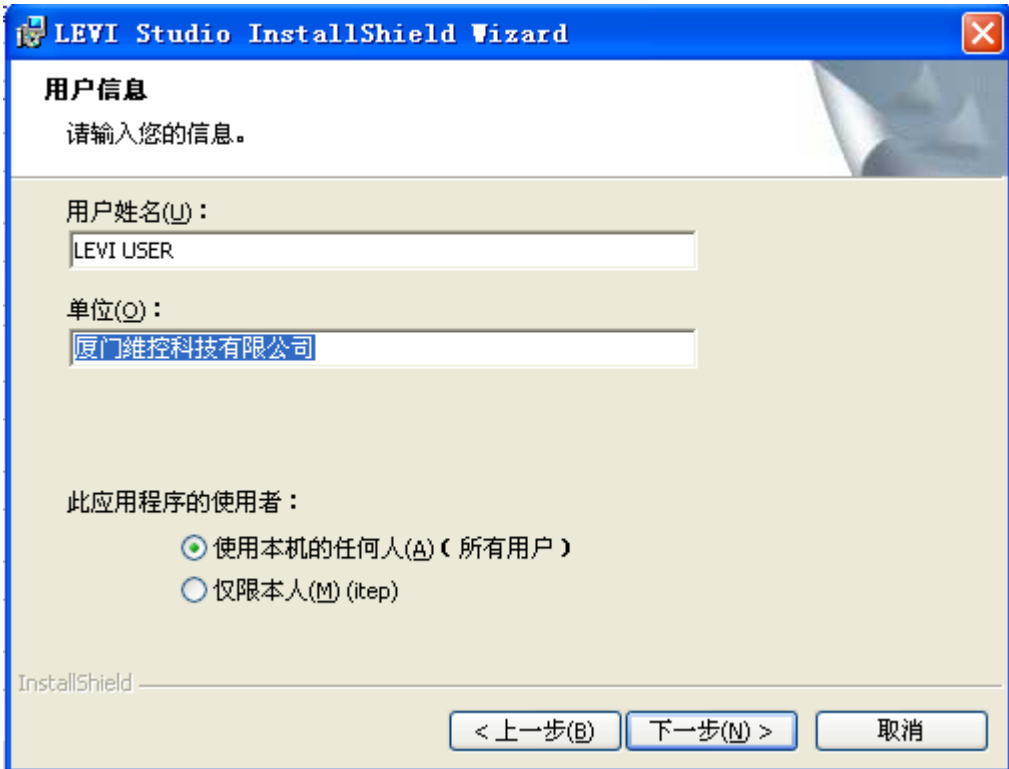 LEVI Studio InstallShield Wizard
用户信息
请输入您的信息。
用户姓名(U)：
LEVI USER
单位(O)：
厦门维控科技有限公司
此应用程序的使用者：
使用本机的任何人(A)(所有用户)
仅限本人(M) (itep)
InstallShield
< 上一步(B)
下一步(N) >
取消